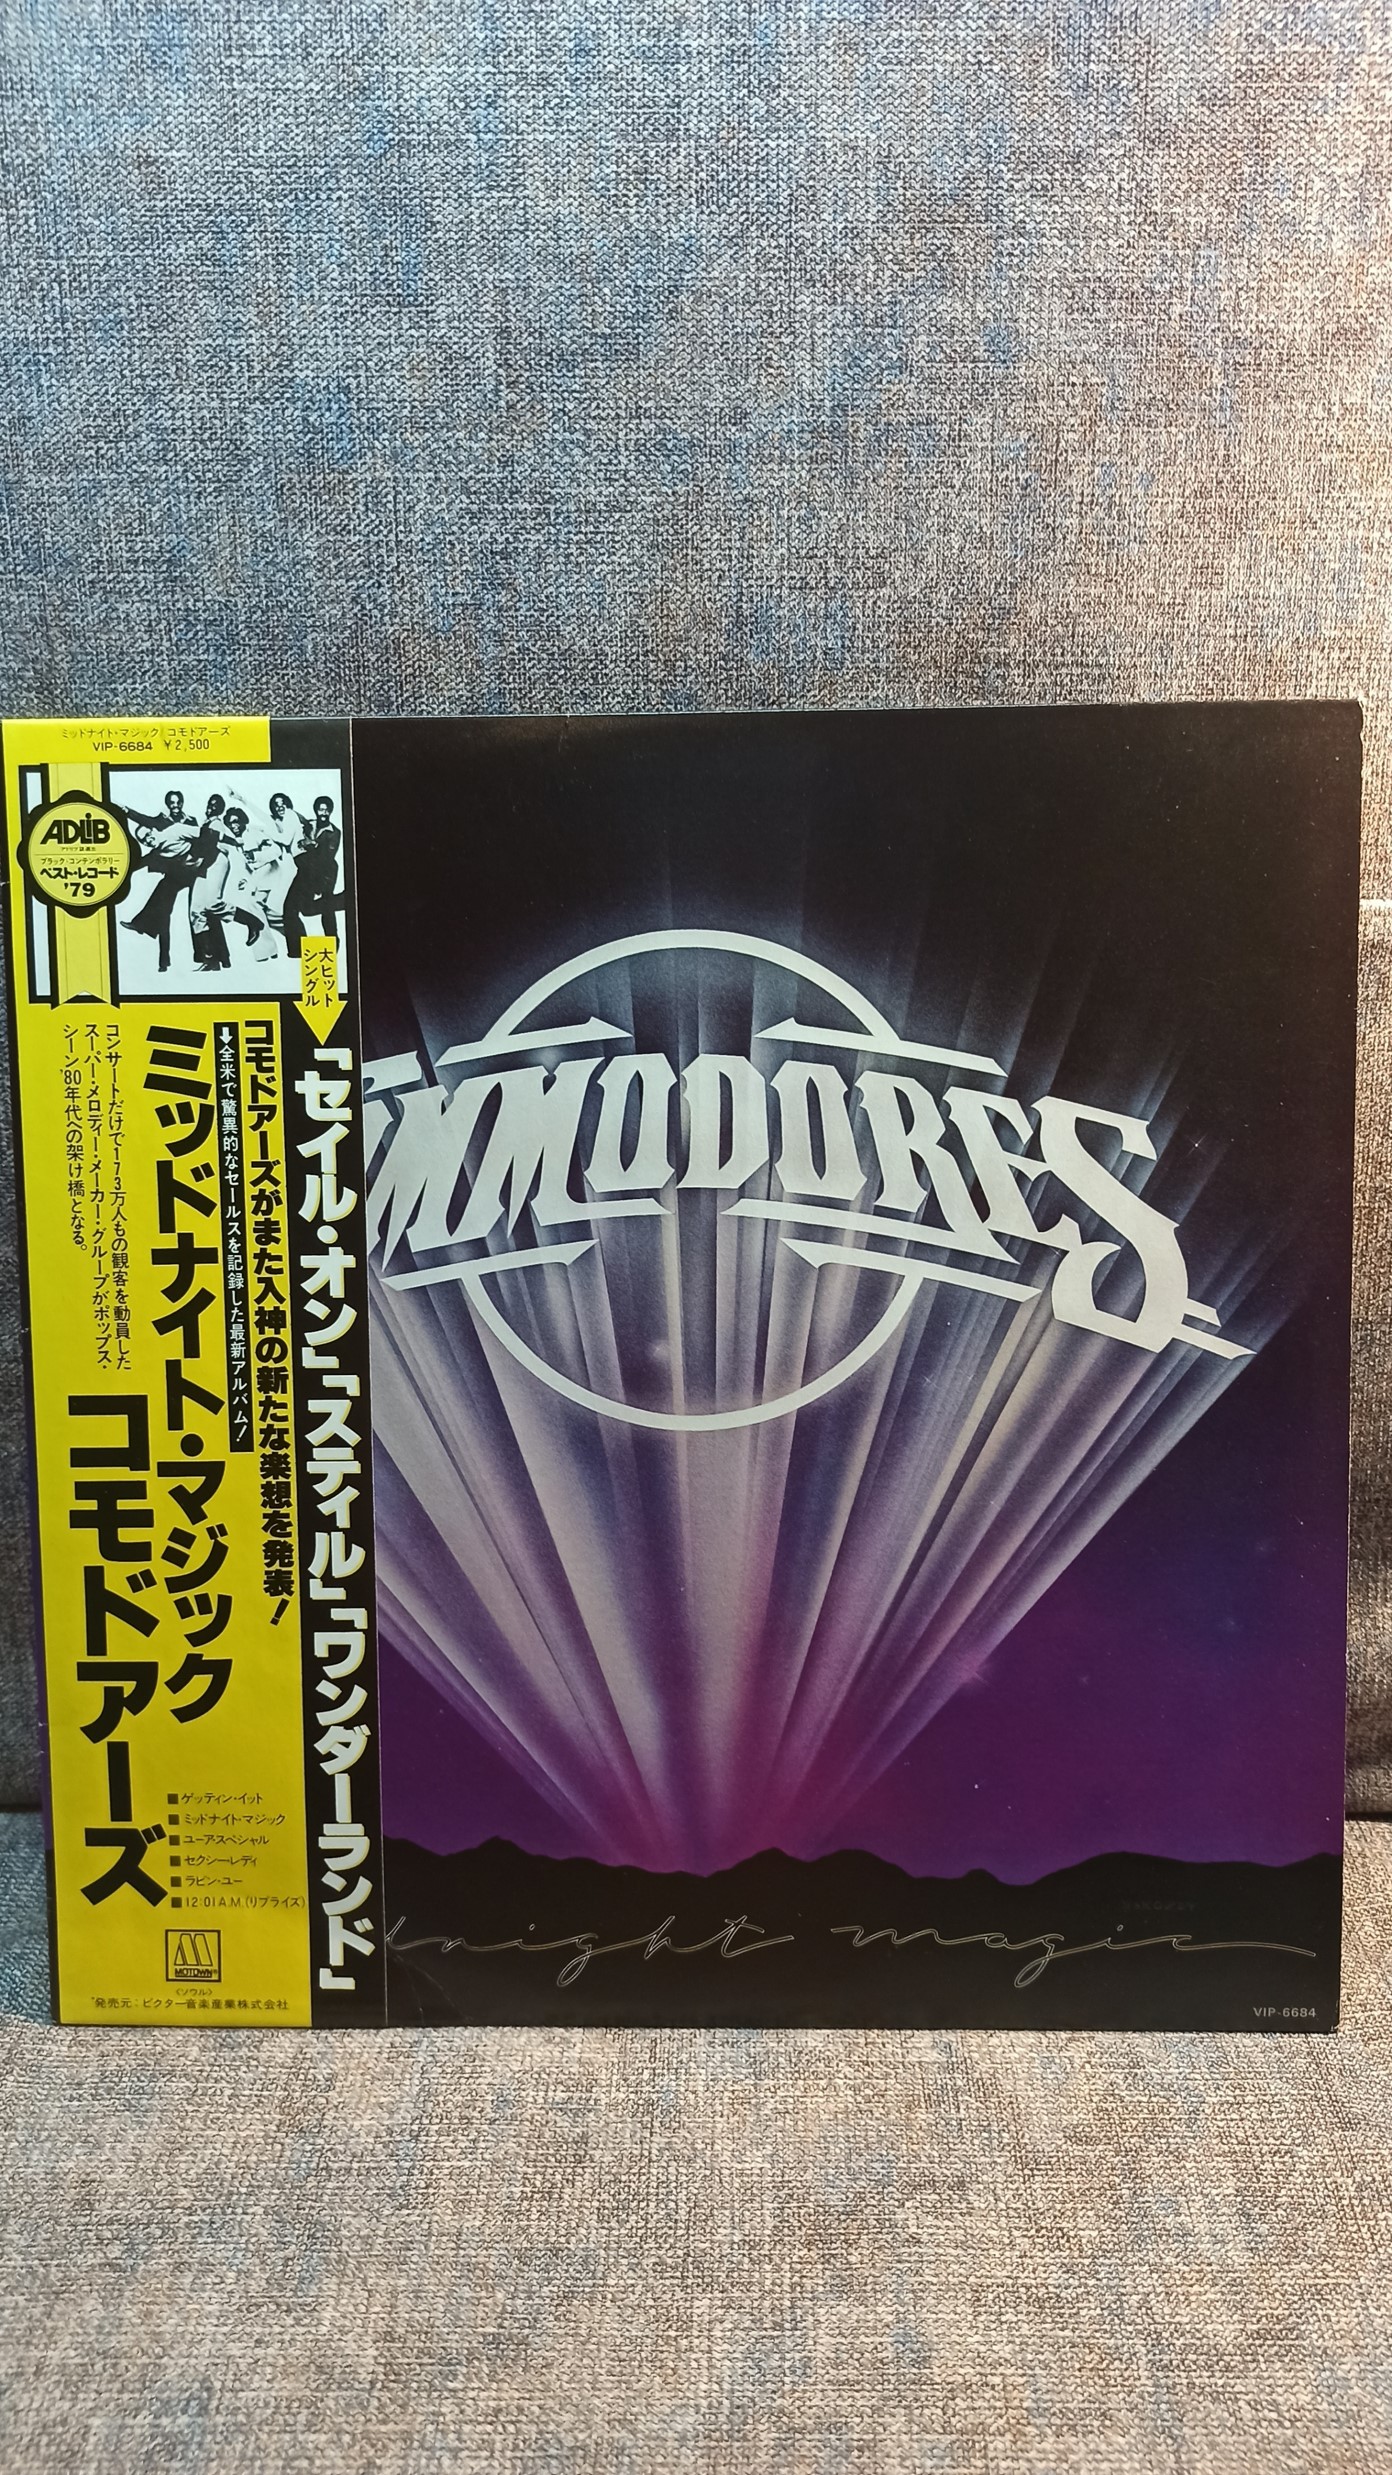 ミッドナイト・マジック コモドアーズ
VIP-6684 ¥2,500
ADLiB
ブラック・コンテンポラリー
ベスト・レコード
'79
大ヒット
シングル
「セイル・オン」「スティル」「ワンダーランド」
コモドアーズがまた入神の新たな楽想を発表!
全米で驚異的なセールスを記録した最新アルバム!
ミッドナイト・マジック
コンサートだけで173万人もの観客を動員した
スーパー・メロディー・メーカー・グループがポップス・
シーン'80年代への架け橋となる。
コモドアーズ
■ゲッティン・イット
■ミッドナイト・マジック
■ユーア・スペシャル
■セクシー・レディ
■ラビン・ユー
■12:01 A.M.(リプライズ)
MOTOWN®
〈ソウル〉
発売元:ビクター音楽産業株式会社
MMODORES
night magic
VIP-6684